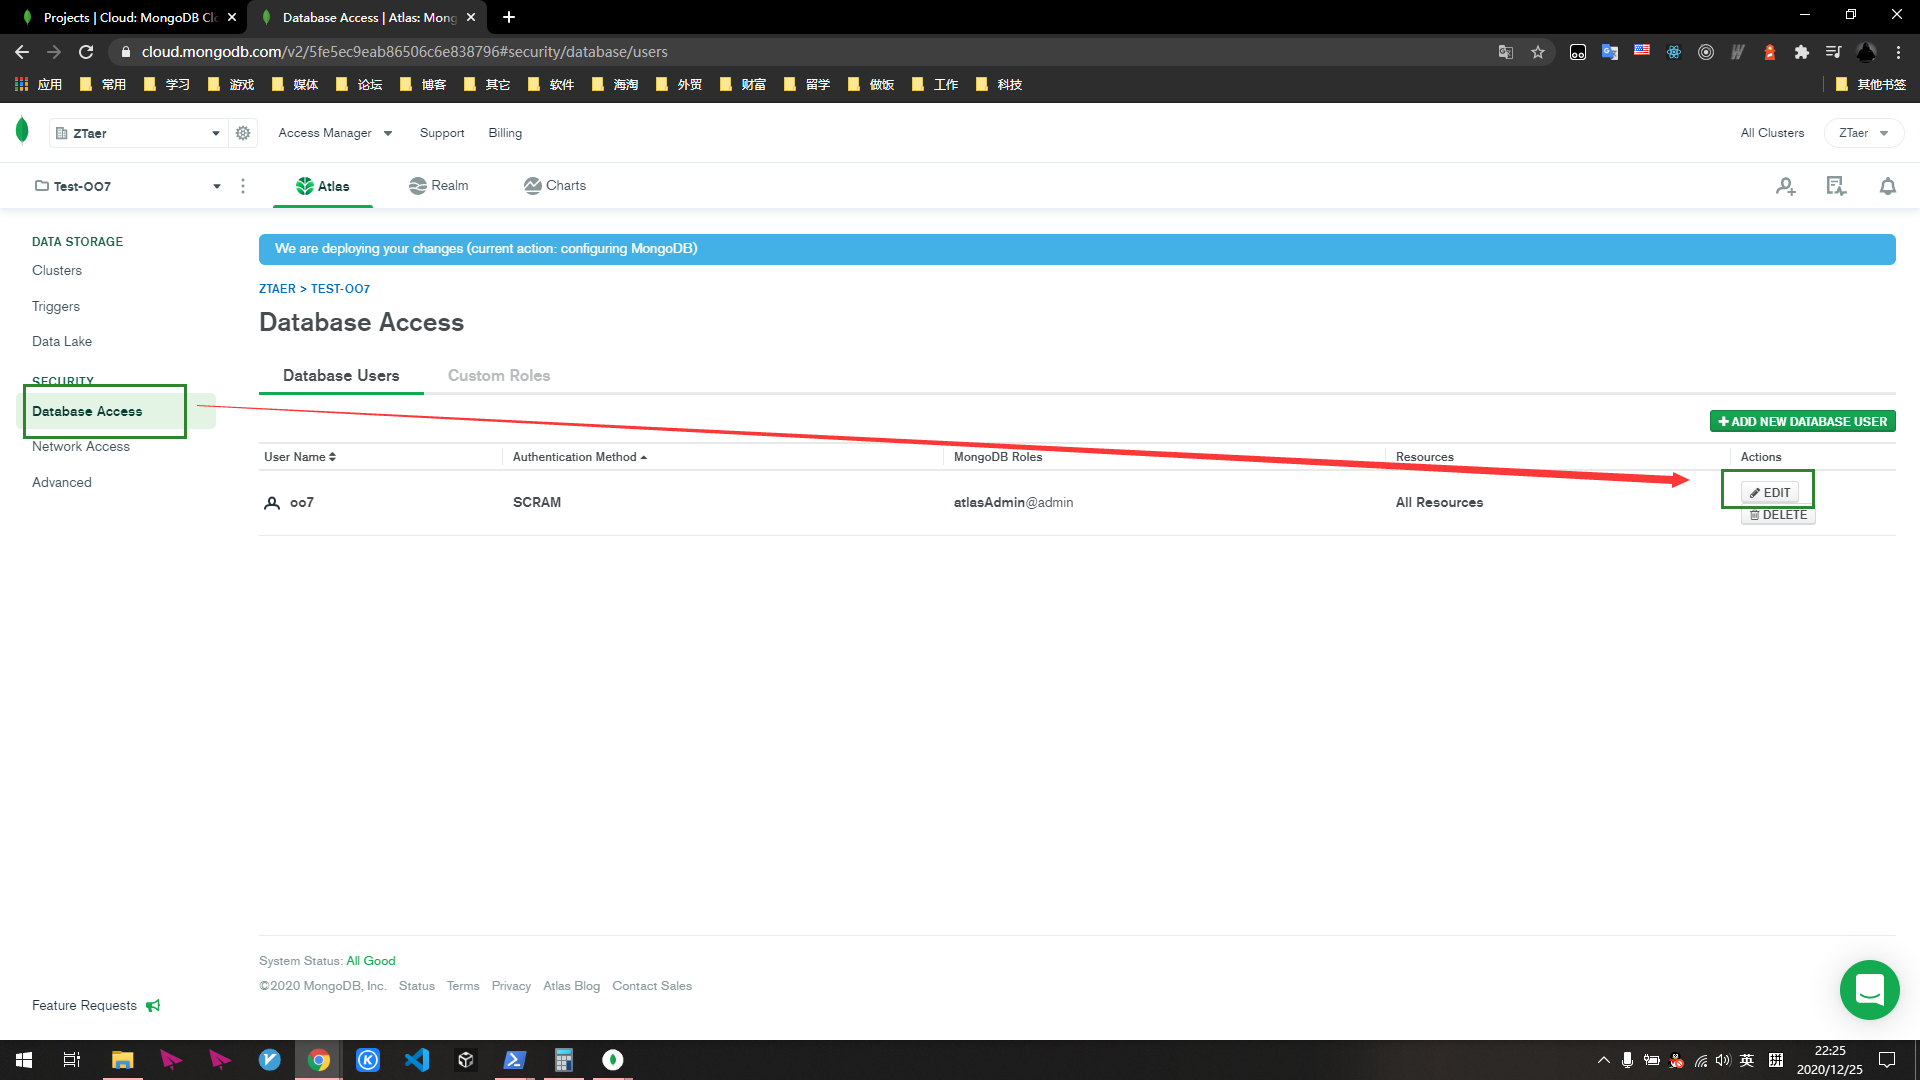 Projects | Cloud: MongoDB Cl
Database Access | Atlas: Mong
cloud.mongodb.com/v2/5fe5ec9eab86506c6e838796#security/database/users
应用 常用 学习 游戏 媒体 论坛 博客 其它 软件 海淘 外贸 财富 留学 做饭 工作 科技 其他书签
ZTaer Access Manager Support Billing All Clusters ZTaer
Test-OO7 Atlas Realm Charts
DATA STORAGE
Clusters
Triggers
Data Lake
SECURITY
Database Access
Network Access
Advanced
Feature Requests
We are deploying your changes (current action: configuring MongoDB)
ZTAER > TEST-OO7
Database Access
Database Users Custom Roles
ADD NEW DATABASE USER
User Name Authentication Method MongoDB Roles Resources Actions
oo7 SCRAM atlasAdmin@admin All Resources EDIT
DELETE
System Status: All Good
©2020 MongoDB, Inc. Status Terms Privacy Atlas Blog Contact Sales
英 拼 22:25
2020/12/25